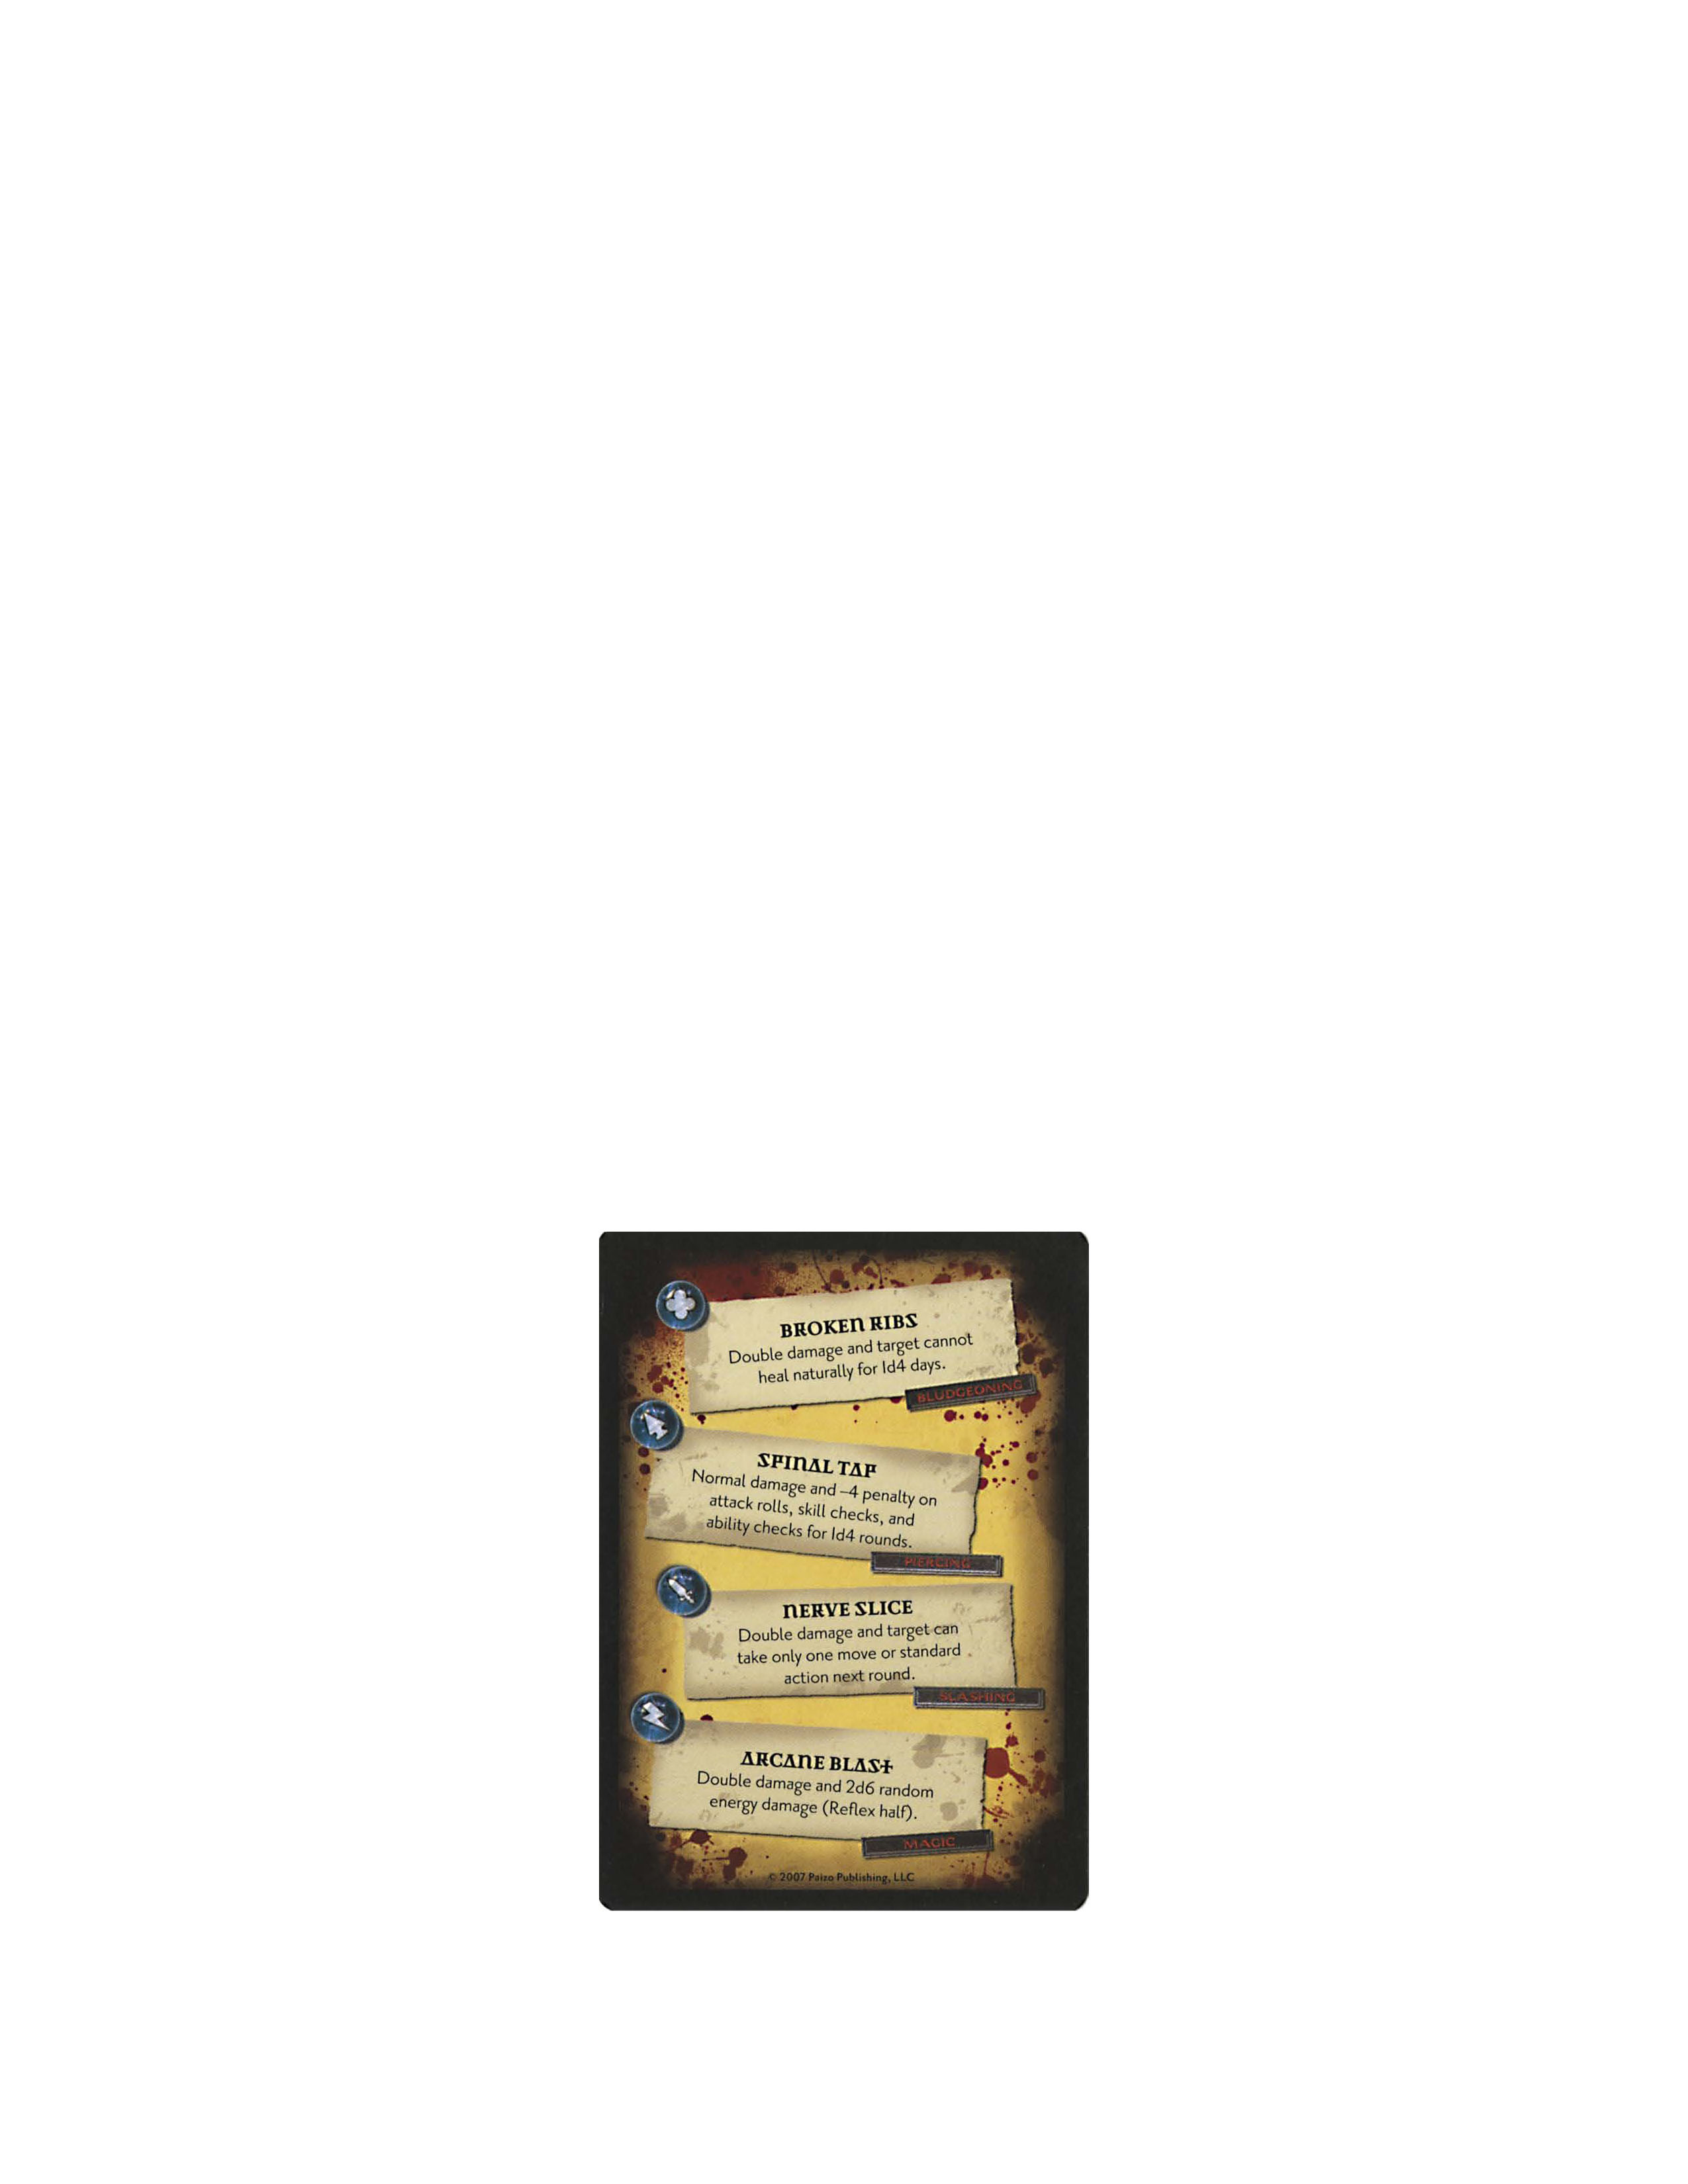 BROKEN RIBS
Double damage and target cannot
heal naturally for 1d4 days.
BLUDGEONING
SPINAL TAP
Normal damage and –4 penalty on
attack rolls, skill checks, and
ability checks for 1d4 rounds.
PIERCING
NERVE SLICE
Double damage and target can
take only one move or standard
action next round.
SLASHING
ARCANE BLAST
Double damage and 2d6 random
energy damage (Reflex half).
MAGIC
© 2007 Paizo Publishing, LLC